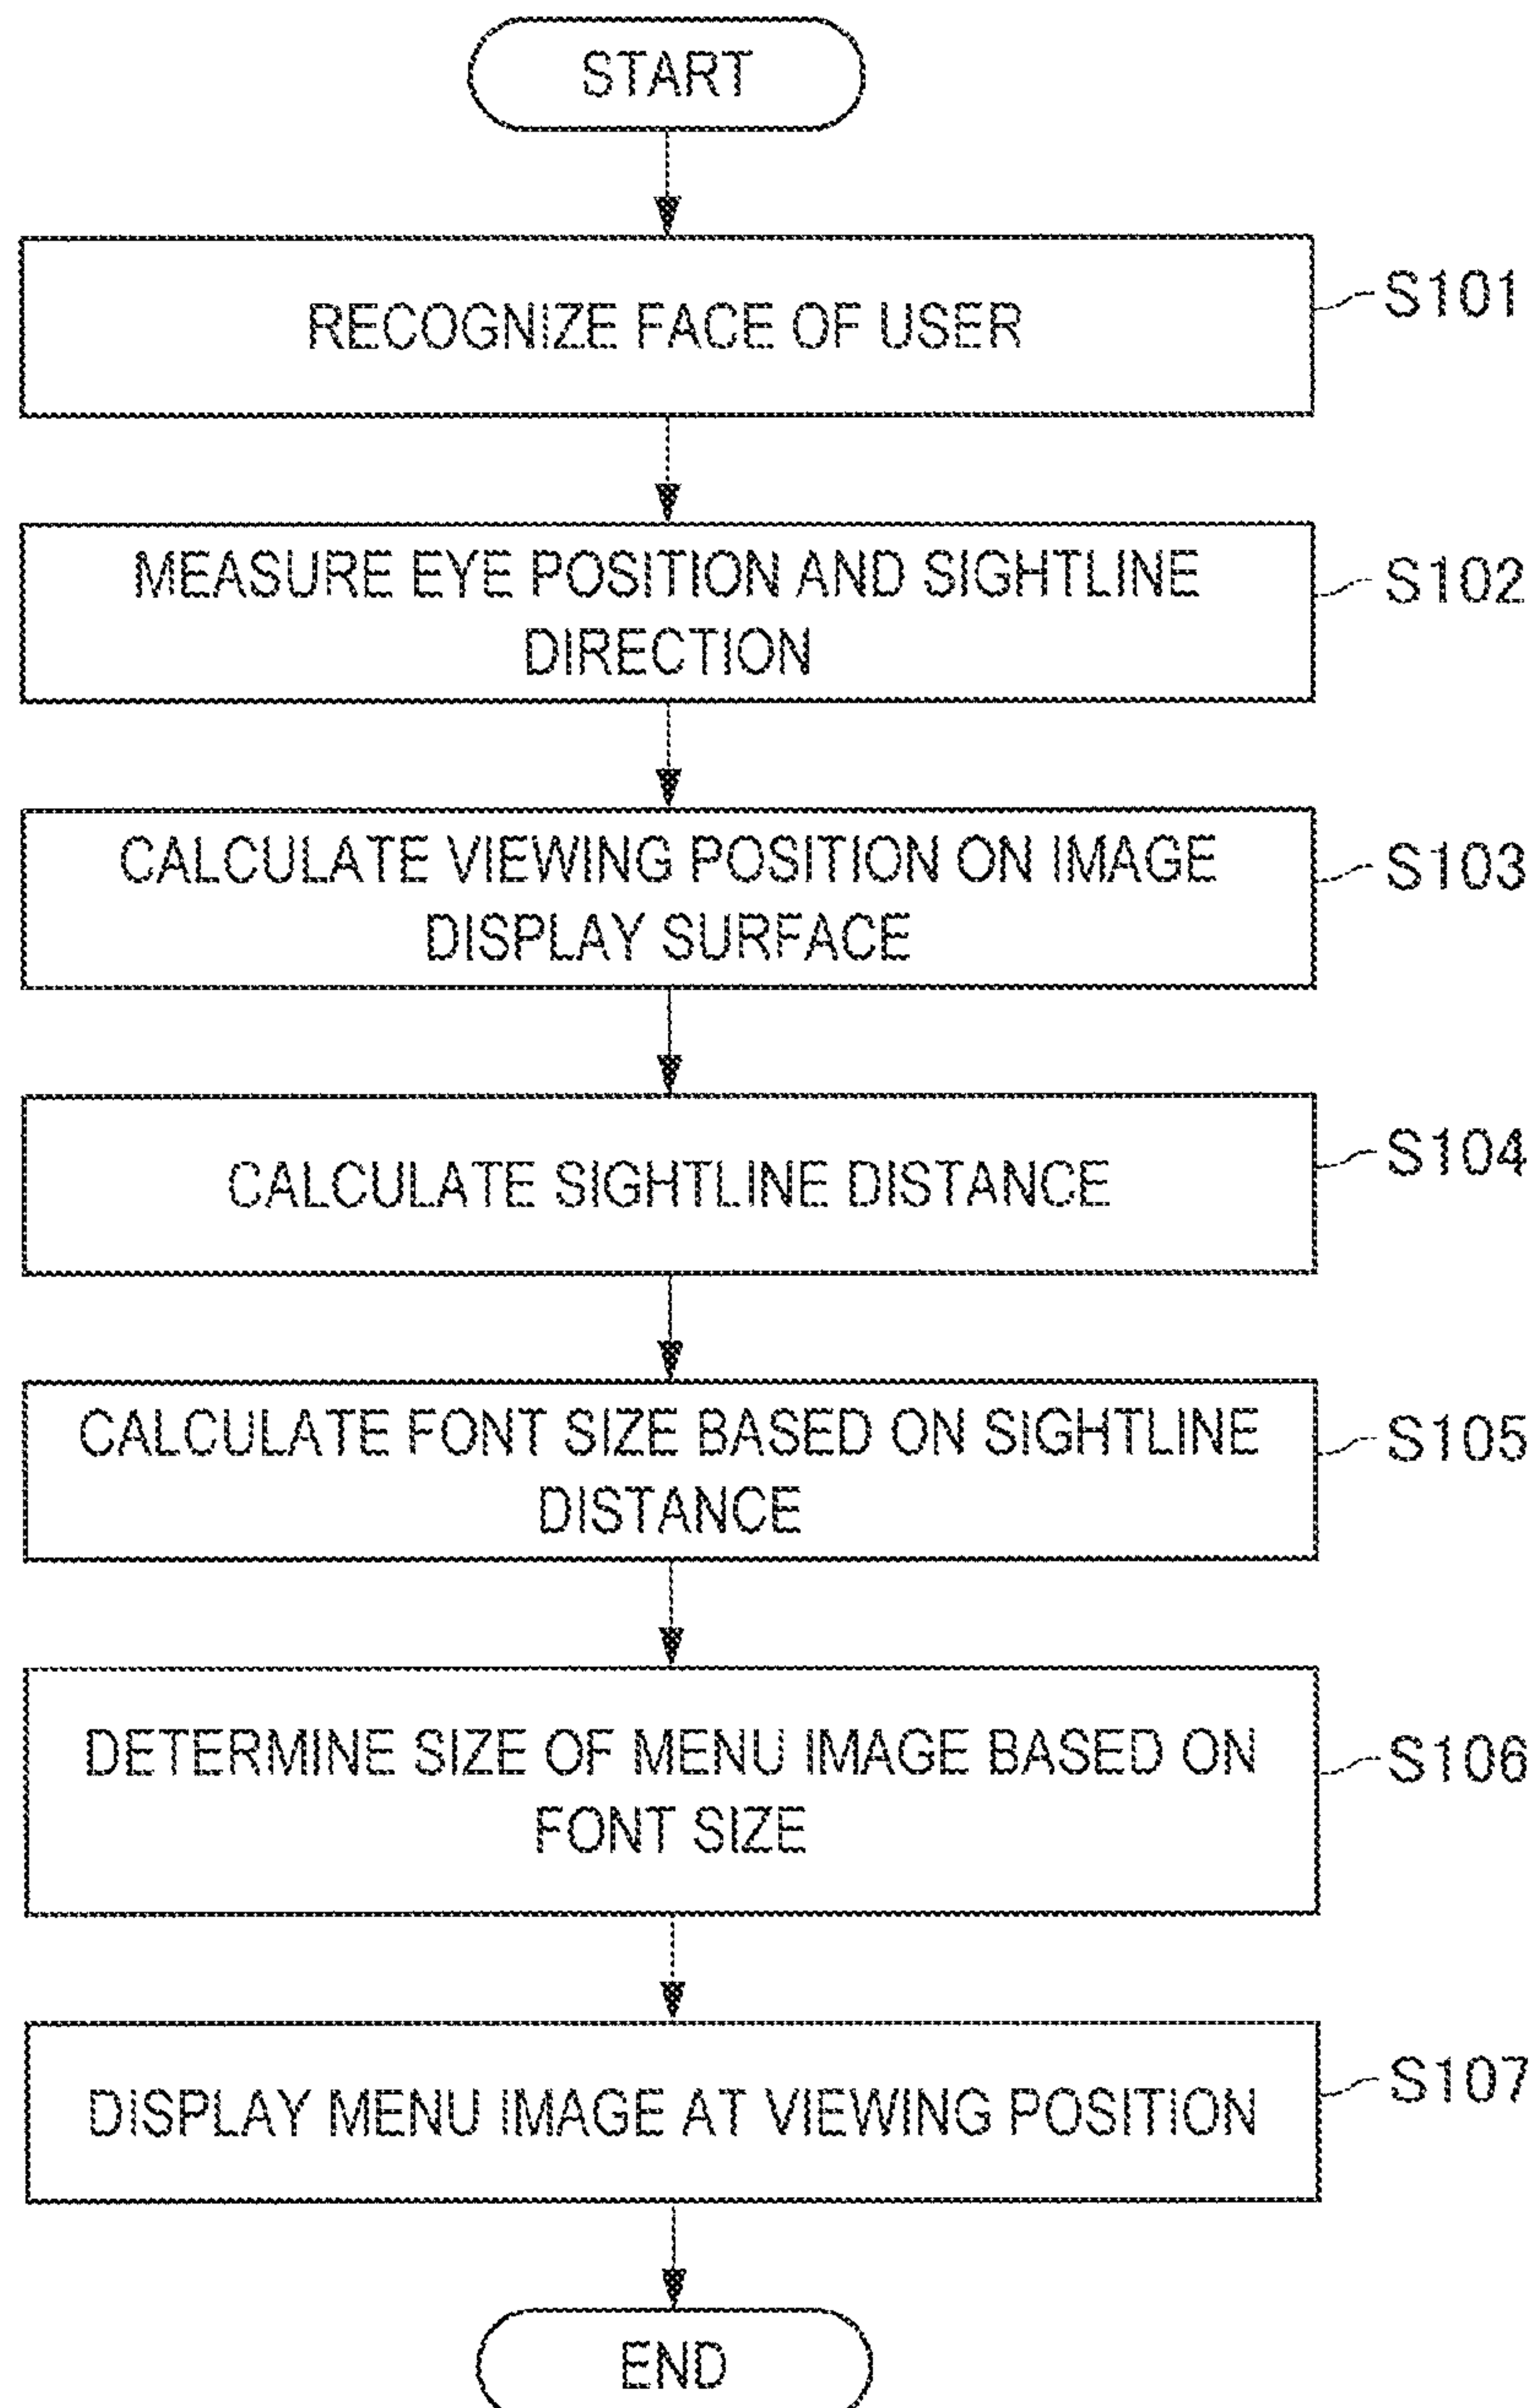 START
RECOGNIZE FACE OF USER
S101
MEASURE EYE POSITION AND SIGHTLINE
DIRECTION
S102
CALCULATE VIEWING POSITION ON IMAGE
DISPLAY SURFACE
S103
CALCULATE SIGHTLINE DISTANCE
S104
CALCULATE FONT SIZE BASED ON SIGHTLINE
DISTANCE
S105
DETERMINE SIZE OF MENU IMAGE BASED ON
FONT SIZE
S106
DISPLAY MENU IMAGE AT VIEWING POSITION
S107
END